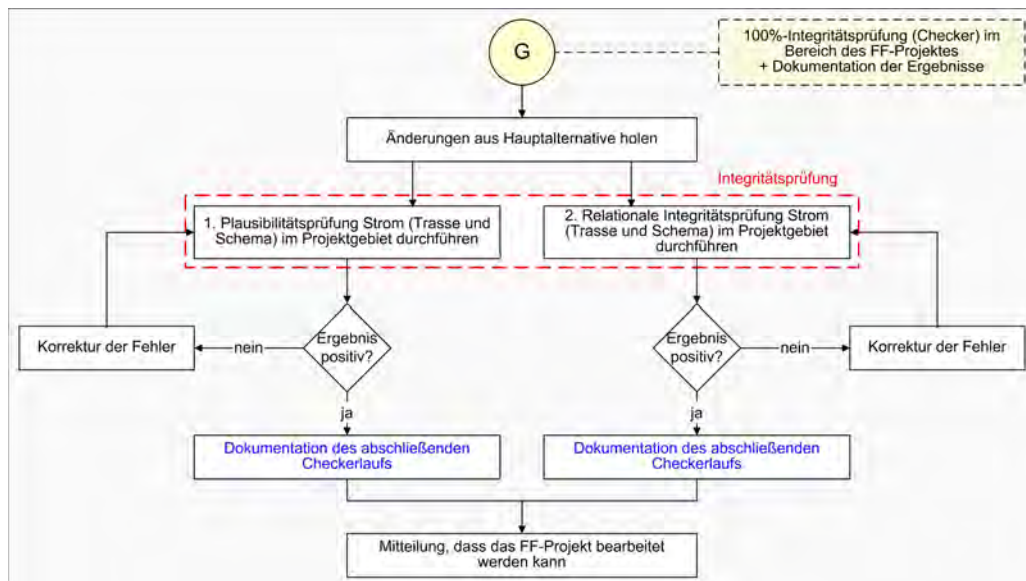 G
100%-Integritätsprüfung (Checker) im
Bereich des FF-Projektes
+ Dokumentation der Ergebnisse
Änderungen aus Hauptalternative holen
Integritätsprüfung
1. Plausibilitätsprüfung Strom (Trasse und
Schema) im Projektgebiet durchführen
2. Relationale Integritätsprüfung Strom
(Trasse und Schema) im Projektgebiet
durchführen
Korrektur der Fehler
nein
Ergebnis
positiv?
Ergebnis
positiv?
nein
Korrektur der Fehler
ja
ja
Dokumentation des abschließenden
Checkerlaufs
Dokumentation des abschließenden
Checkerlaufs
Mitteilung, dass das FF-Projekt bearbeitet
werden kann